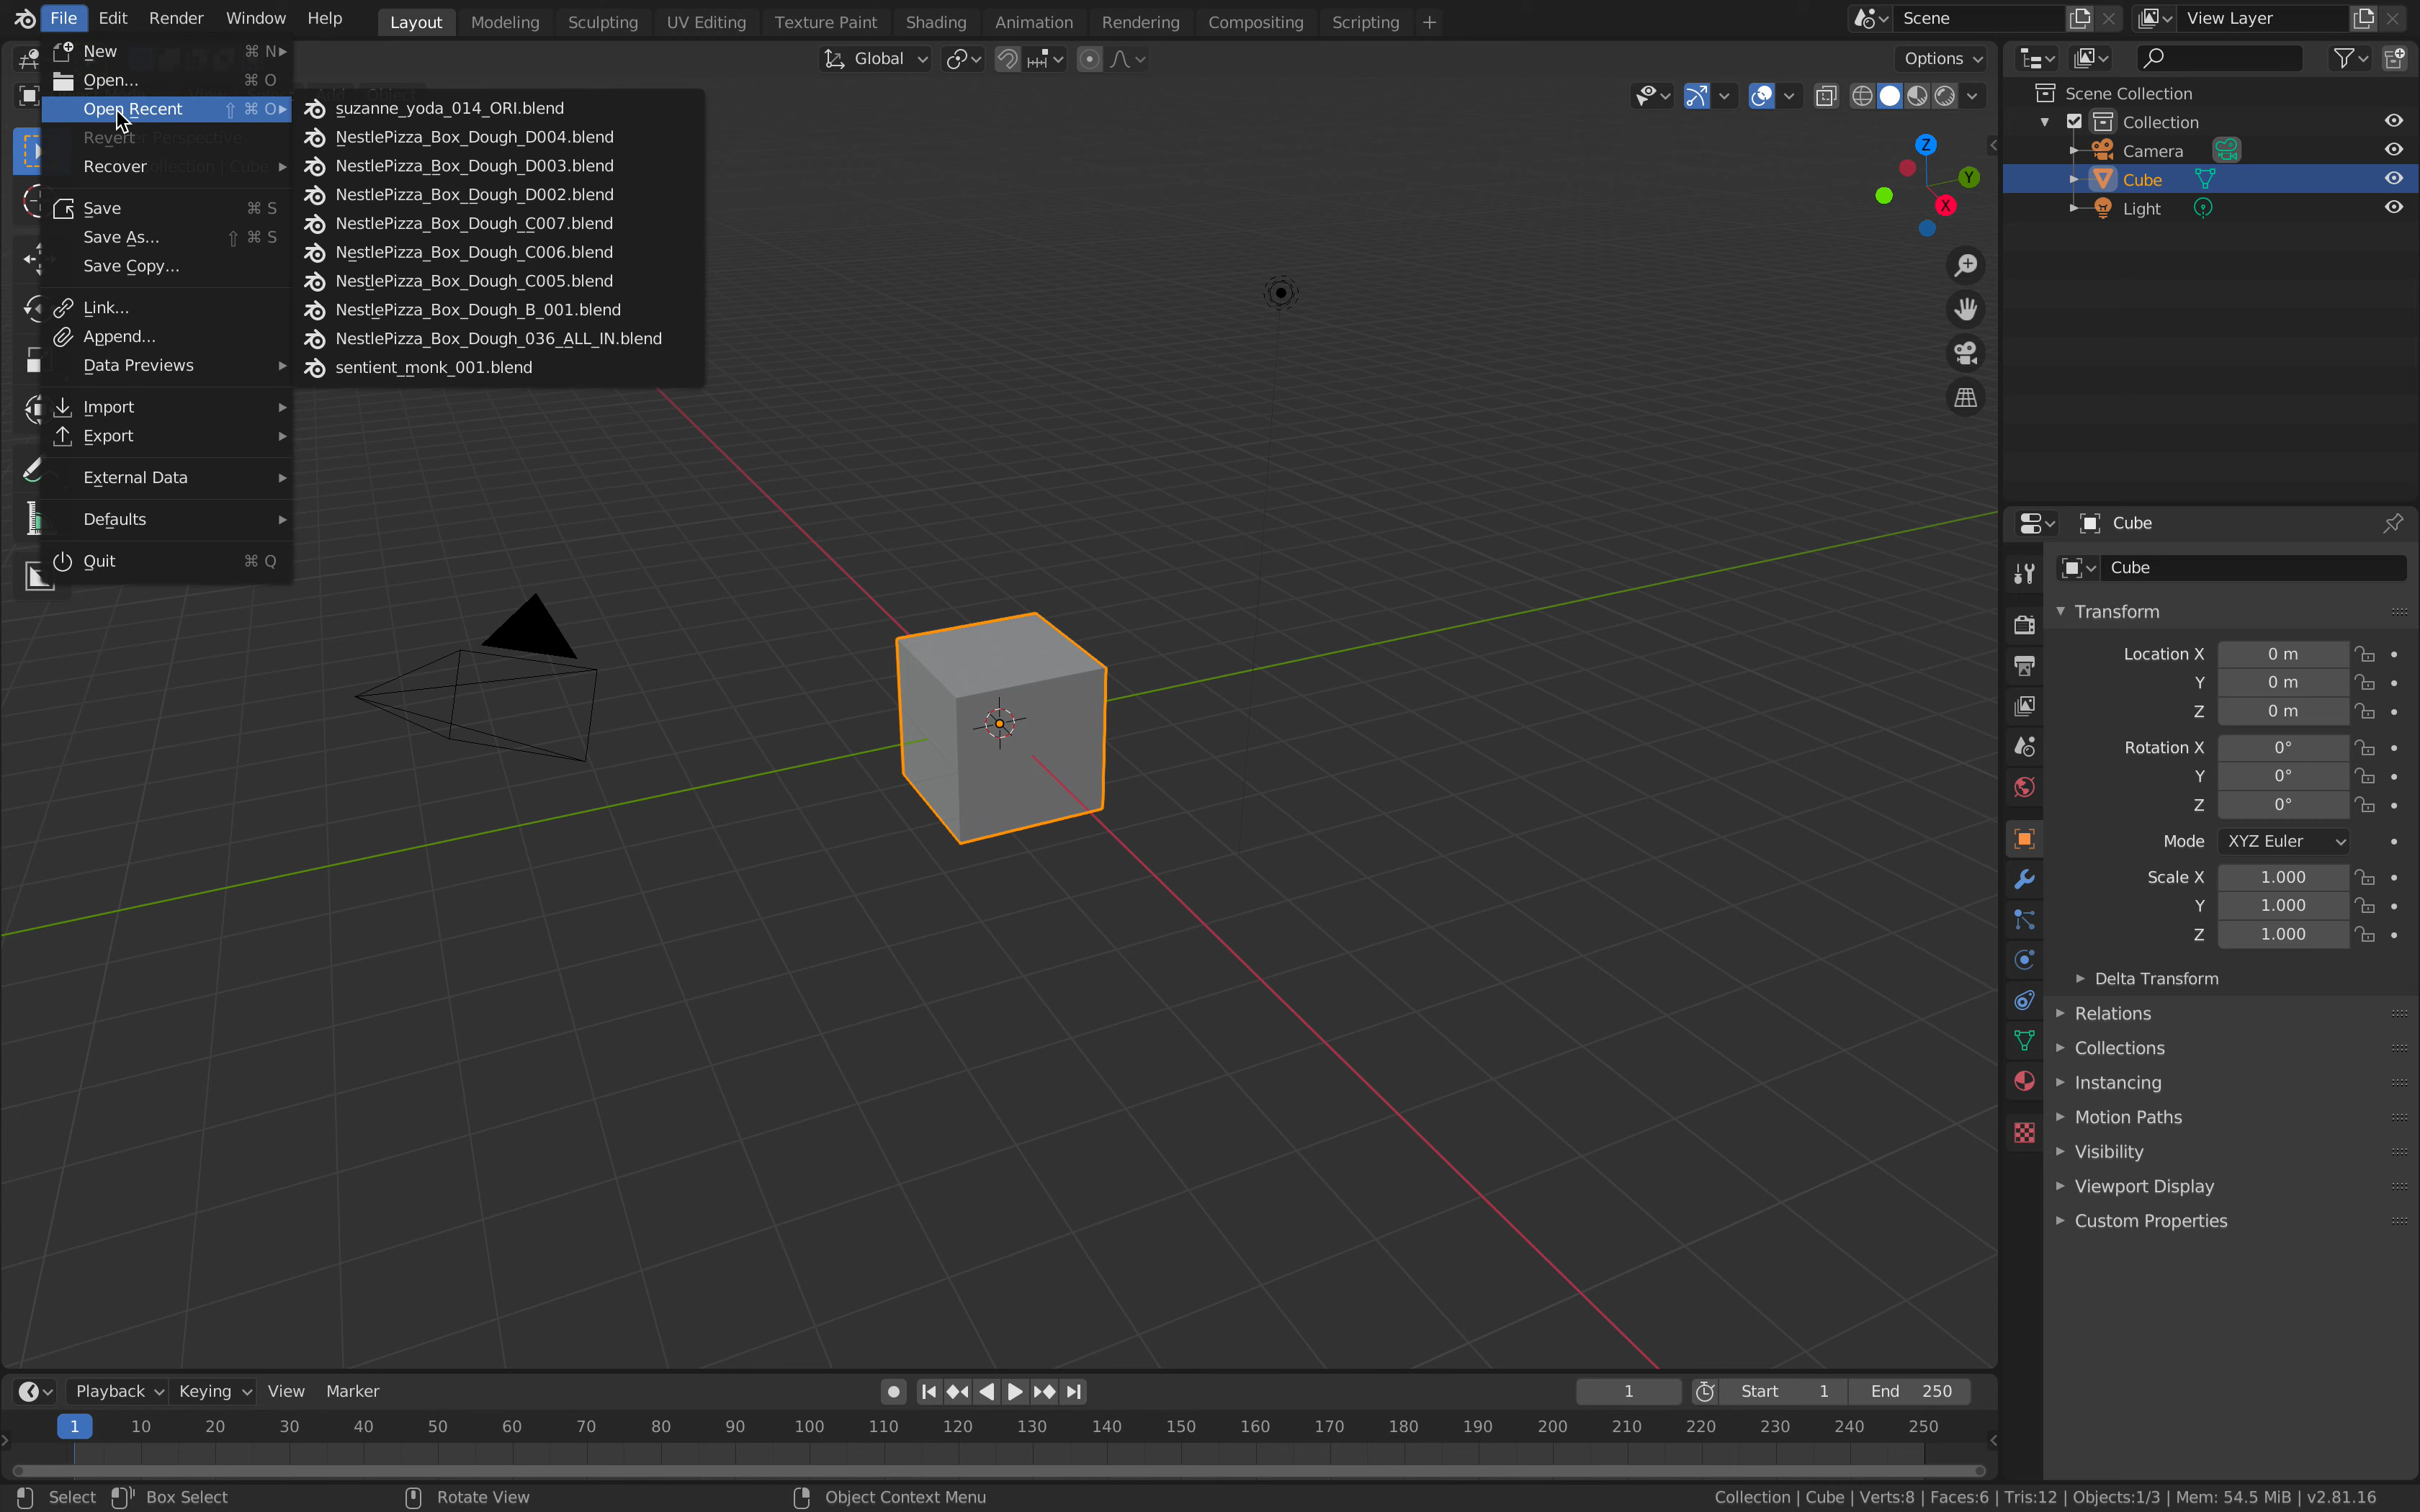 File Edit Render Window Help Layout Modeling Sculpting UV Editing Texture Paint Shading Animation Rendering Compositing Scripting + Scene View Layer
New ⌘ N
Open... ⌘ O
Open Recent ⇧ ⌘ O
Revert
Recover
Save ⌘ S
Save As... ⇧ ⌘ S
Save Copy...
Link...
Append...
Data Previews
Import
Export
External Data
Defaults
Quit ⌘ Q
suzanne_yoda_014_ORI.blend
NestlePizza_Box_Dough_D004.blend
NestlePizza_Box_Dough_D003.blend
NestlePizza_Box_Dough_D002.blend
NestlePizza_Box_Dough_C007.blend
NestlePizza_Box_Dough_C006.blend
NestlePizza_Box_Dough_C005.blend
NestlePizza_Box_Dough_B_001.blend
NestlePizza_Box_Dough_036_ALL_IN.blend
sentient_monk_001.blend
Global
Options
Z
Y
X
Scene Collection
Collection
Camera
Cube
Light
Cube
Cube
Transform
Location X 0 m
Y 0 m
Z 0 m
Rotation X 0°
Y 0°
Z 0°
Mode XYZ Euler
Scale X 1.000
Y 1.000
Z 1.000
Delta Transform
Relations
Collections
Instancing
Motion Paths
Visibility
Viewport Display
Custom Properties
Playback Keying View Marker 1 Start 1 End 250
1 10 20 30 40 50 60 70 80 90 100 110 120 130 140 150 160 170 180 190 200 210 220 230 240 250
Select Box Select Rotate View Object Context Menu Collection | Cube | Verts:8 | Faces:6 | Tris:12 | Objects:1/3 | Mem: 54.5 MiB | v2.81.16